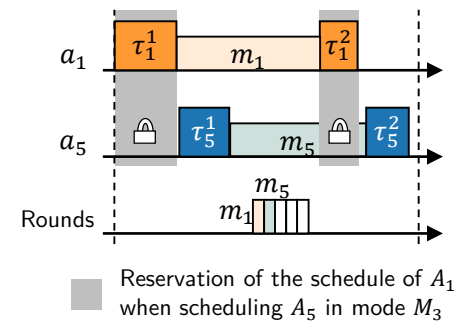 τ₁¹ τ₁²
a₁ m₁
τ₅¹ τ₅²
a₅ m₅
m₅
m₁
Rounds
Reservation of the schedule of A₁
when scheduling A₅ in mode M₃